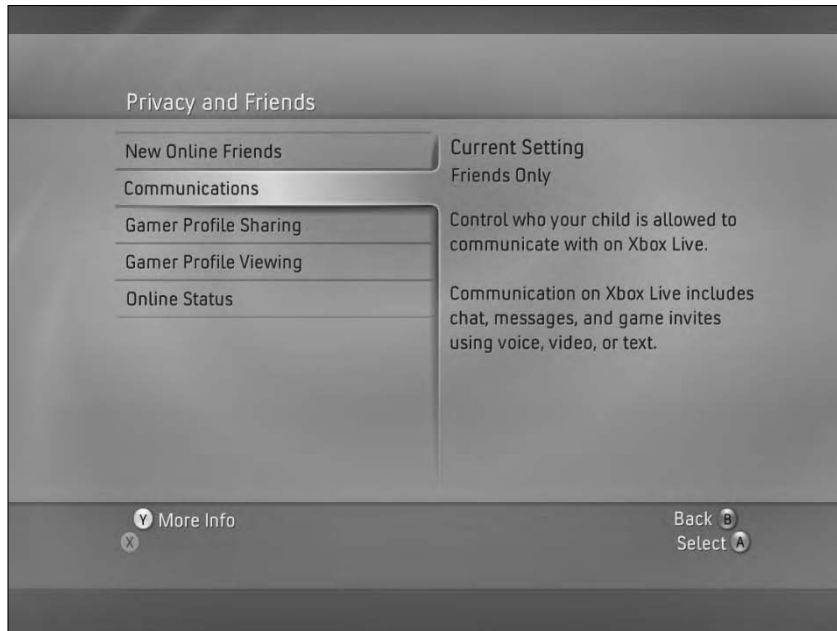 Privacy and Friends
New Online Friends
Communications
Gamer Profile Sharing
Gamer Profile Viewing
Online Status
Current Setting
Friends Only
Control who your child is allowed to
communicate with on Xbox Live.
Communication on Xbox Live includes
chat, messages, and game invites
using voice, video, or text.
Y More Info
X
Back B
Select A